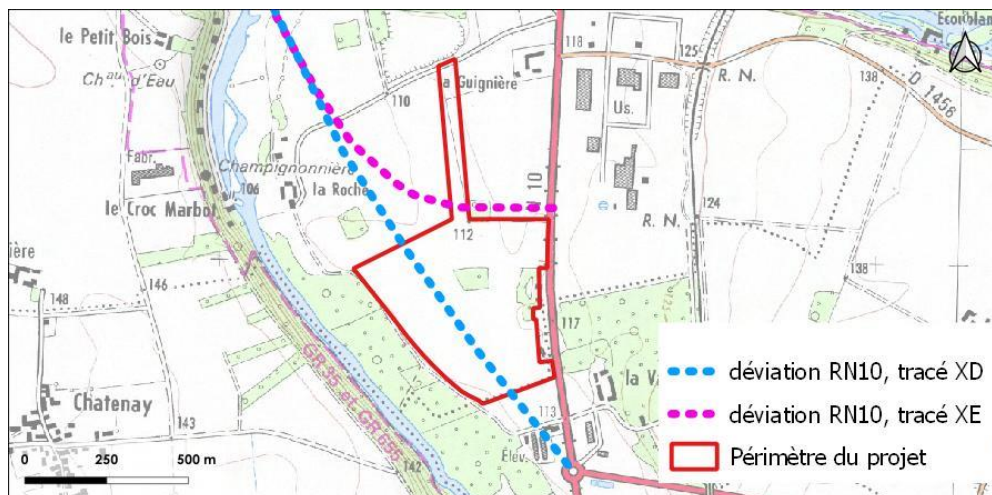 Ecoublan
le Petit Bois
118
125
R. N.
138
D 1456
Ch.au d'Eau
a Guignière
110
Us.
Champignonnière
Fabr.
106
la Roche
N 10
le Croc Marbot
112
124
R. N.
ière
146
138
148
117
GR 35 et GR 655
la V
déviation RN10, tracé XD
Chatenay
113
déviation RN10, tracé XE
143
Élev.
Périmètre du projet
142
0 250 500 m